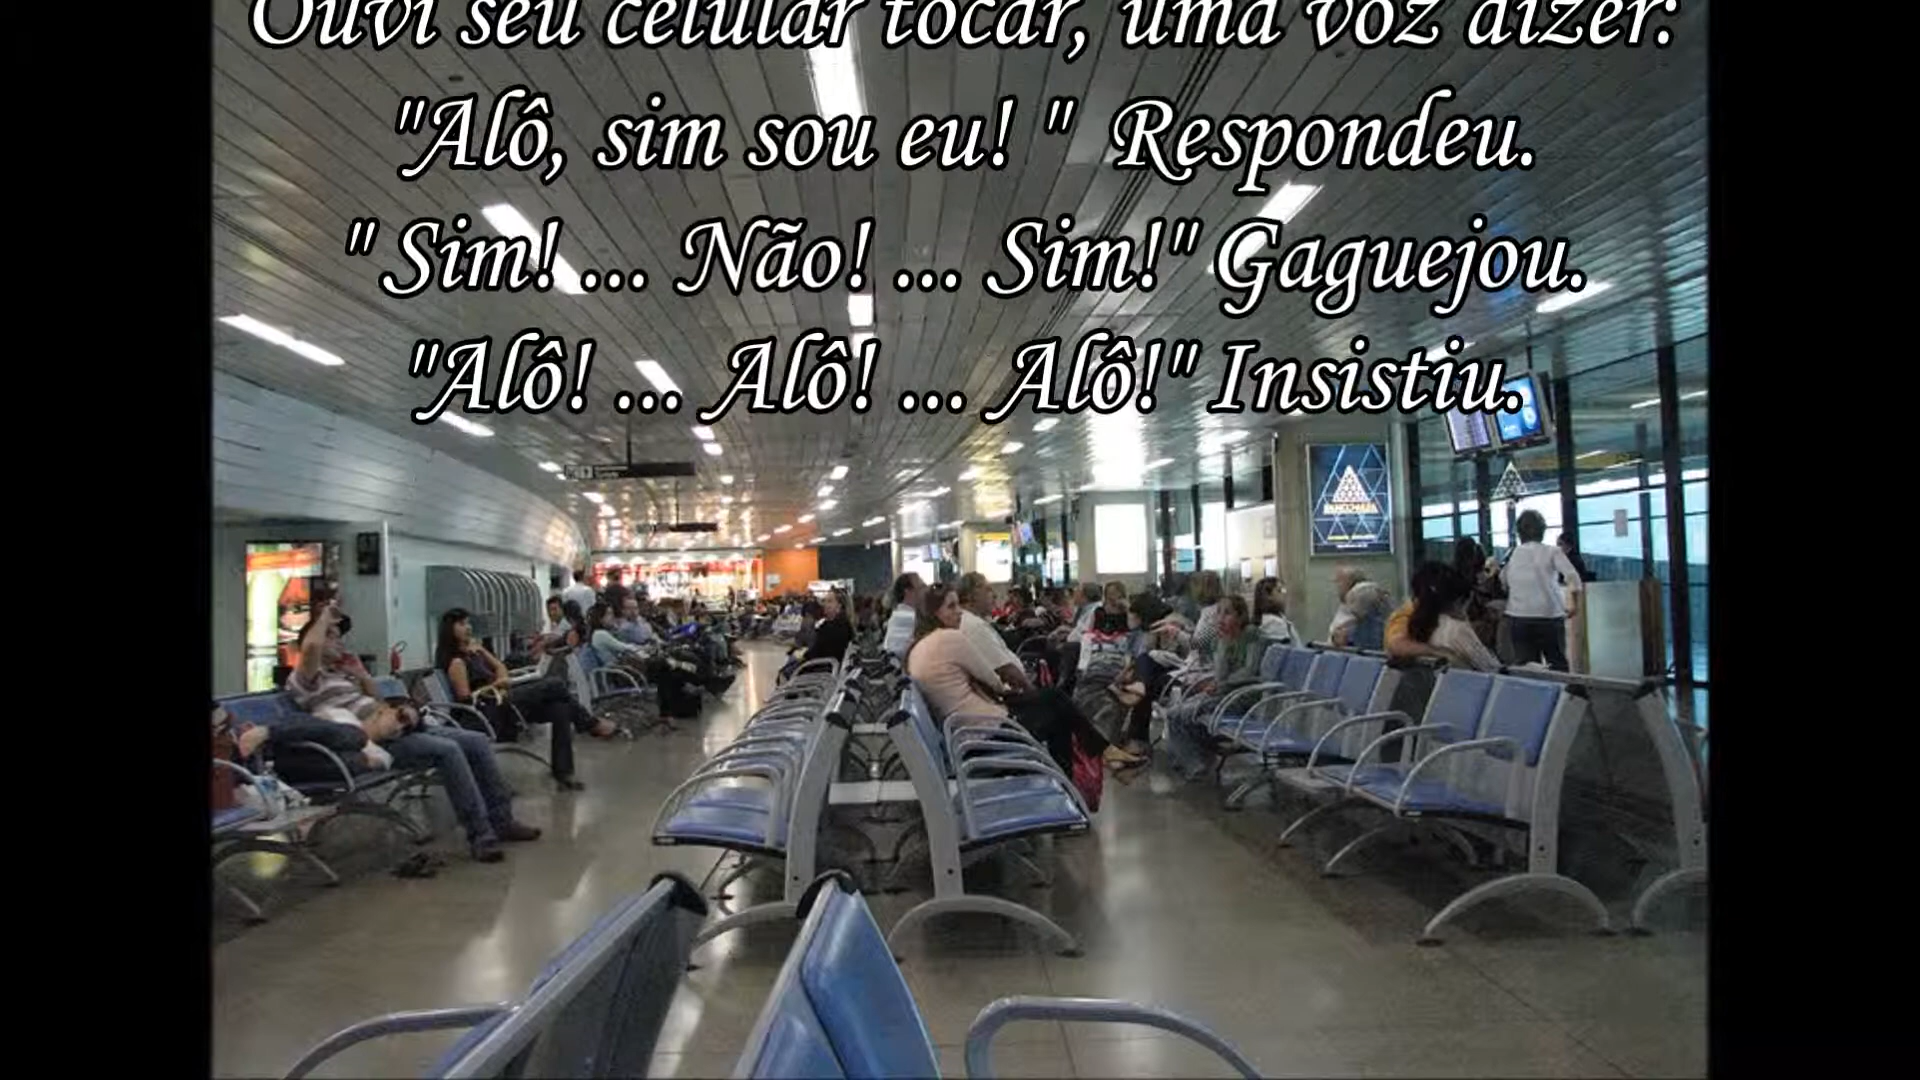 Ouvi seu celular tocar, uma voz dizer:
"Alô, sim sou eu! " Respondeu.
" Sim! ... Não! ... Sim!" Gaguejou.
"Alô! ... Alô! ... Alô!" Insistiu.